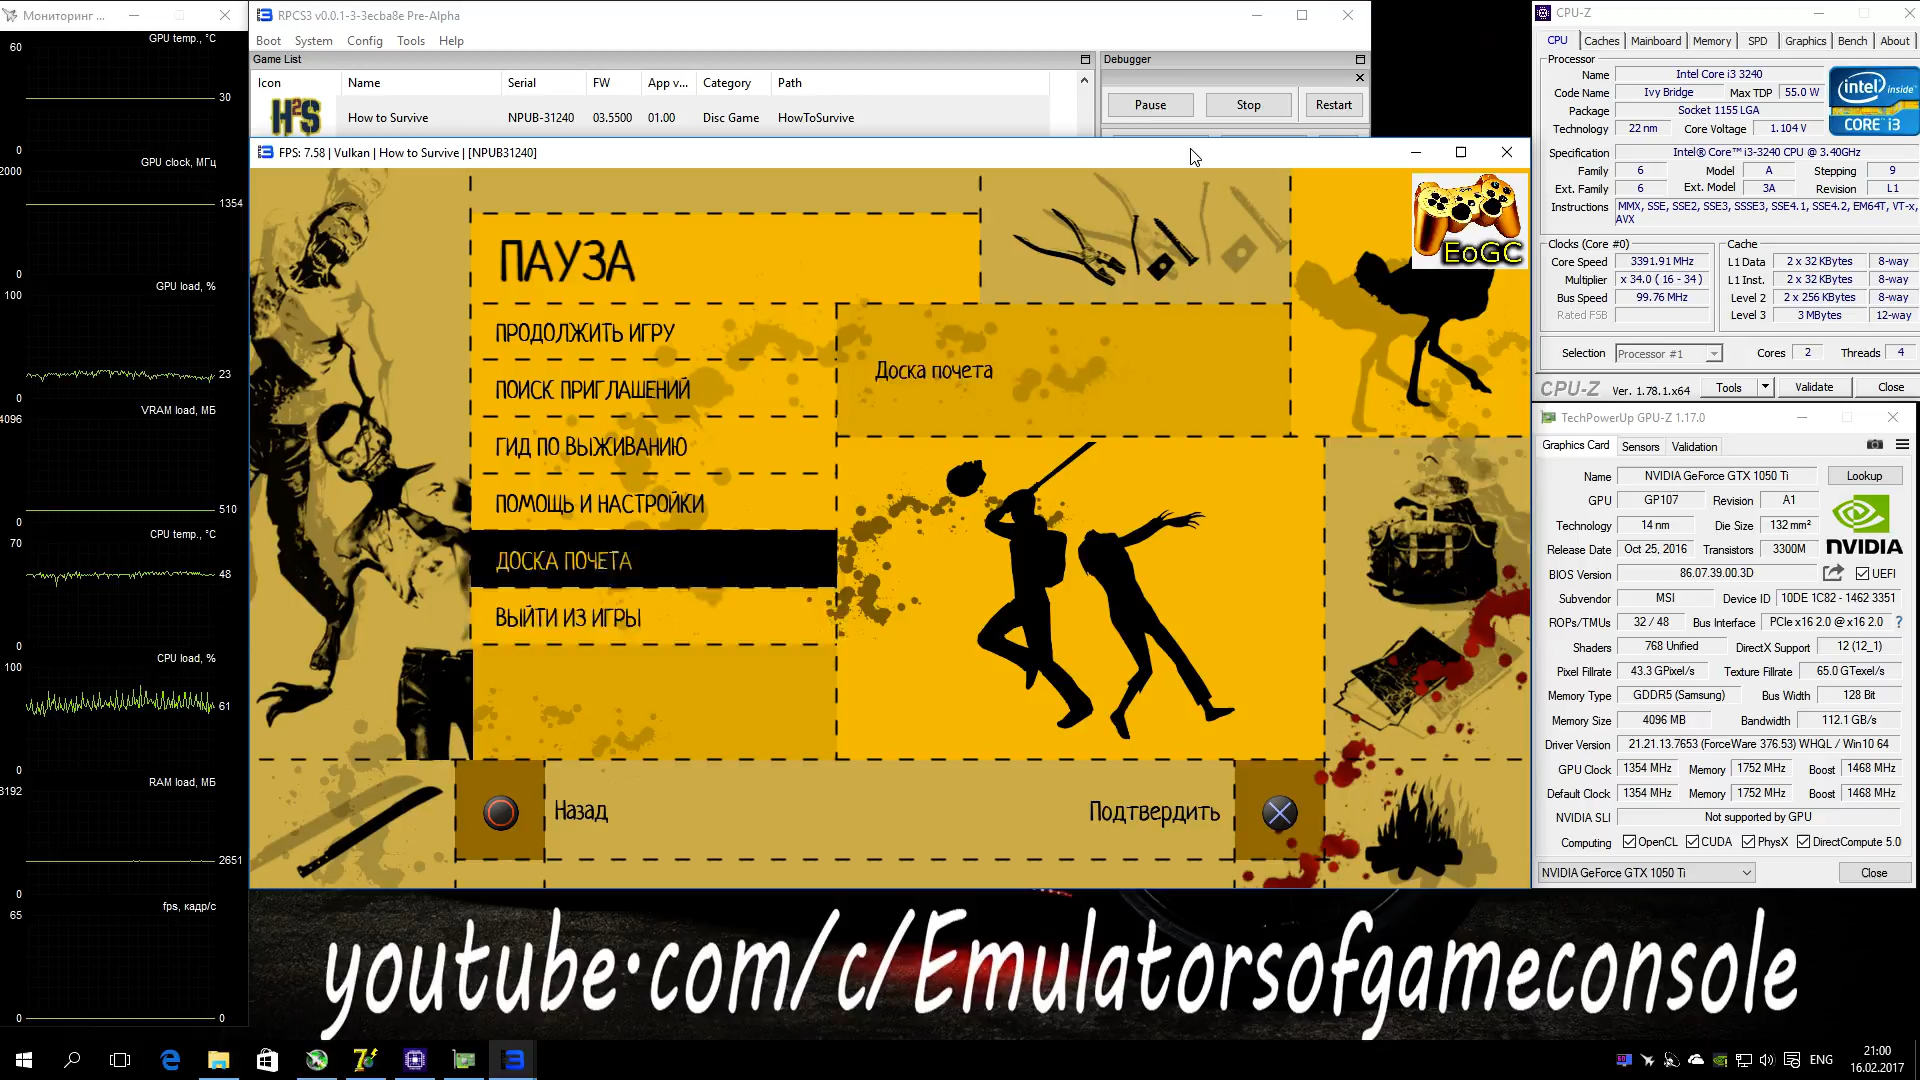 Мониторинг ...
GPU temp., °C
60
30
0
GPU clock, МГц
2000
1354
0
GPU load, %
100
23
0
VRAM load, МБ
4096
510
0
CPU temp., °C
70
48
0
CPU load, %
100
61
0
RAM load, МБ
3192
2651
0
fps, кадр/с
65
0
0
RPCS3 v0.0.1-3-3ecba8e Pre-Alpha
Boot System Config Tools Help
Game List
Icon Name Serial FW App v... Category Path
H2S How to Survive NPUB-31240 03.5500 01.00 Disc Game HowToSurvive
Debugger
Pause Stop Restart
FPS: 7.58 | Vulkan | How to Survive | [NPUB31240]
EoGC
ПАУЗА
ПРОДОЛЖИТЬ ИГРУ
ПОИСК ПРИГЛАШЕНИЙ
ГИД ПО ВЫЖИВАНИЮ
ПОМОЩЬ И НАСТРОЙКИ
ДОСКА ПОЧЕТА
ВЫЙТИ ИЗ ИГРЫ
Доска почета
Назад
Подтвердить
CPU-Z
CPU Caches Mainboard Memory SPD Graphics Bench About
Processor
Name Intel Core i3 3240
Code Name Ivy Bridge Max TDP 55.0 W
Package Socket 1155 LGA
Technology 22 nm Core Voltage 1.104 V
intel inside™
CORE i3
Specification Intel® Core™ i3-3240 CPU @ 3.40GHz
Family 6 Model A Stepping 9
Ext. Family 6 Ext. Model 3A Revision L1
Instructions MMX, SSE, SSE2, SSE3, SSSE3, SSE4.1, SSE4.2, EM64T, VT-x,
AVX
Clocks (Core #0)
Core Speed 3391.91 MHz
Multiplier x 34.0 ( 16 - 34 )
Bus Speed 99.76 MHz
Rated FSB
Cache
L1 Data 2 x 32 KBytes 8-way
L1 Inst. 2 x 32 KBytes 8-way
Level 2 2 x 256 KBytes 8-way
Level 3 3 MBytes 12-way
Selection Processor #1 Cores 2 Threads 4
CPU-Z Ver. 1.78.1.x64 Tools Validate Close
TechPowerUp GPU-Z 1.17.0
Graphics Card Sensors Validation
Name NVIDIA GeForce GTX 1050 Ti Lookup
GPU GP107 Revision A1
Technology 14 nm Die Size 132 mm²
Release Date Oct 25, 2016 Transistors 3300M
NVIDIA
BIOS Version 86.07.39.00.3D UEFI
Subvendor MSI Device ID 10DE 1C82 - 1462 3351
ROPs/TMUs 32 / 48 Bus Interface PCIe x16 2.0 @ x16 2.0 ?
Shaders 768 Unified DirectX Support 12 (12_1)
Pixel Fillrate 43.3 GPixel/s Texture Fillrate 65.0 GTexel/s
Memory Type GDDR5 (Samsung) Bus Width 128 Bit
Memory Size 4096 MB Bandwidth 112.1 GB/s
Driver Version 21.21.13.7653 (ForceWare 376.53) WHQL / Win10 64
GPU Clock 1354 MHz Memory 1752 MHz Boost 1468 MHz
Default Clock 1354 MHz Memory 1752 MHz Boost 1468 MHz
NVIDIA SLI Not supported by GPU
Computing OpenCL CUDA PhysX DirectCompute 5.0
NVIDIA GeForce GTX 1050 Ti Close
youtube.com/c/Emulatorsofgameconsole
ENG
21:00
16.02.2017